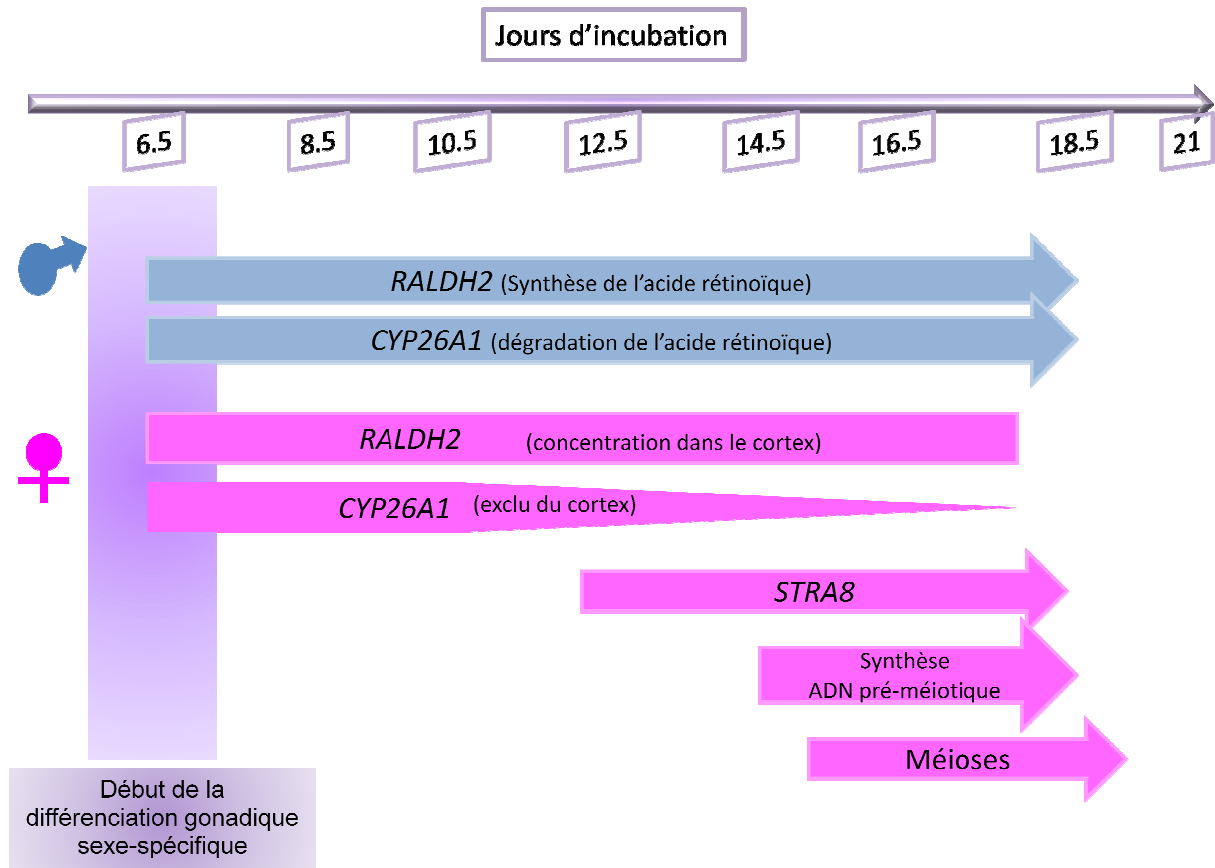 Jours d'incubation
6.5 8.5 10.5 12.5 14.5 16.5 18.5 21
RALDH2 (Synthèse de l'acide rétinoïque)
CYP26A1 (dégradation de l'acide rétinoïque)
RALDH2 (concentration dans le cortex)
CYP26A1 (exclu du cortex)
STRA8
Synthèse
ADN pré-méiotique
Méioses
Début de la
différenciation gonadique
sexe-spécifique